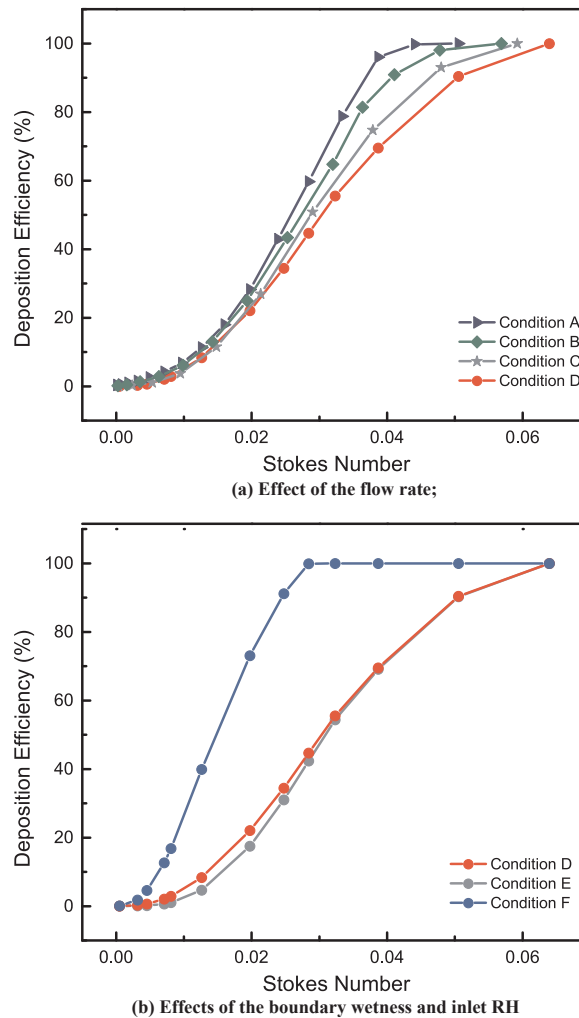 100
80
60
40
20
0
Deposition Efficiency (%)
Condition A
Condition B
Condition C
Condition D
0.00 0.02 0.04 0.06
Stokes Number
(a) Effect of the flow rate;
100
80
60
40
20
0
Deposition Efficiency (%)
Condition D
Condition E
Condition F
0.00 0.02 0.04 0.06
Stokes Number
(b) Effects of the boundary wetness and inlet RH